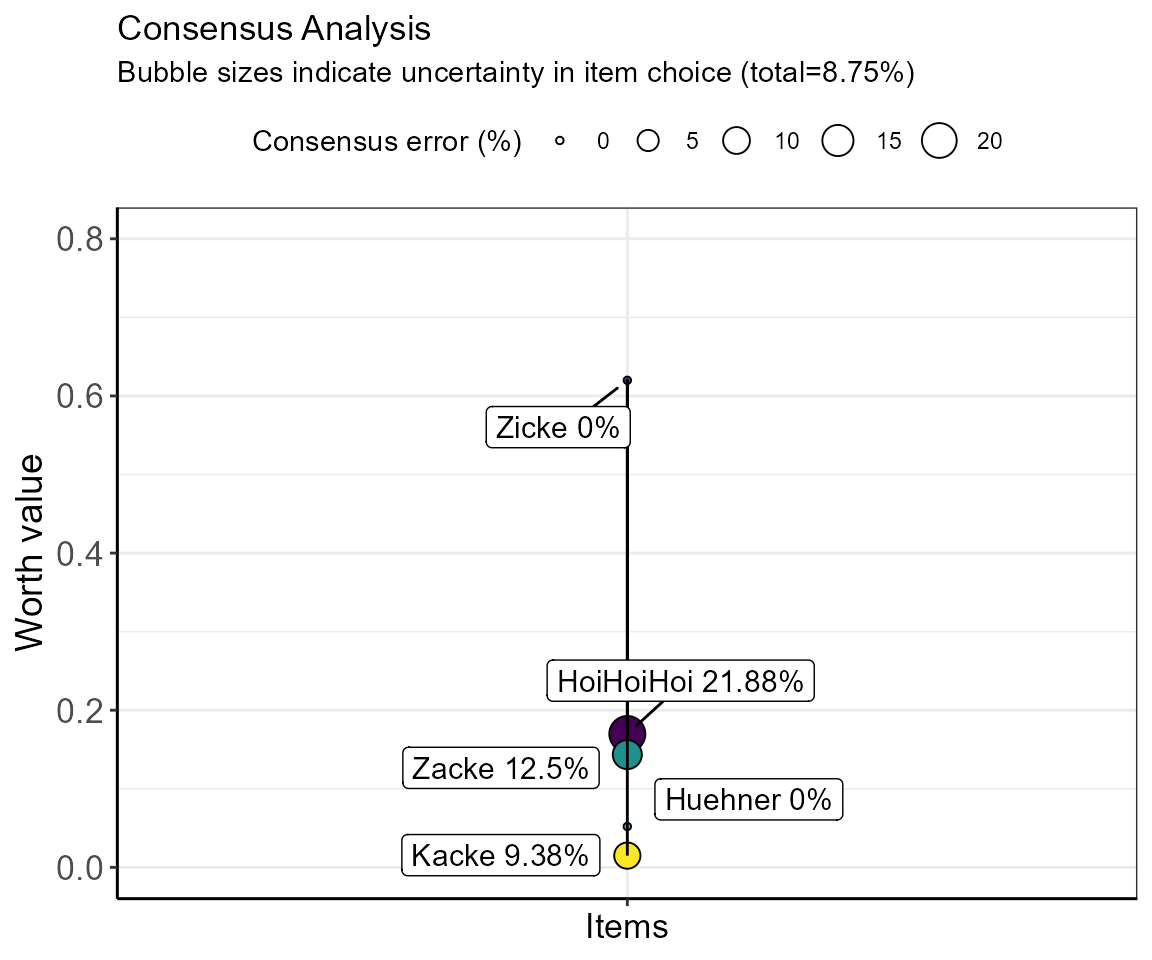 Consensus Analysis
Bubble sizes indicate uncertainty in item choice (total=8.75%)
Consensus error (%) 0 5 10 15 20
0.8
0.6
Zicke 0%
0.4
Worth value
HoiHoiHoi 21.88%
0.2
Zacke 12.5%
Huehner 0%
Kacke 9.38%
0.0
Items